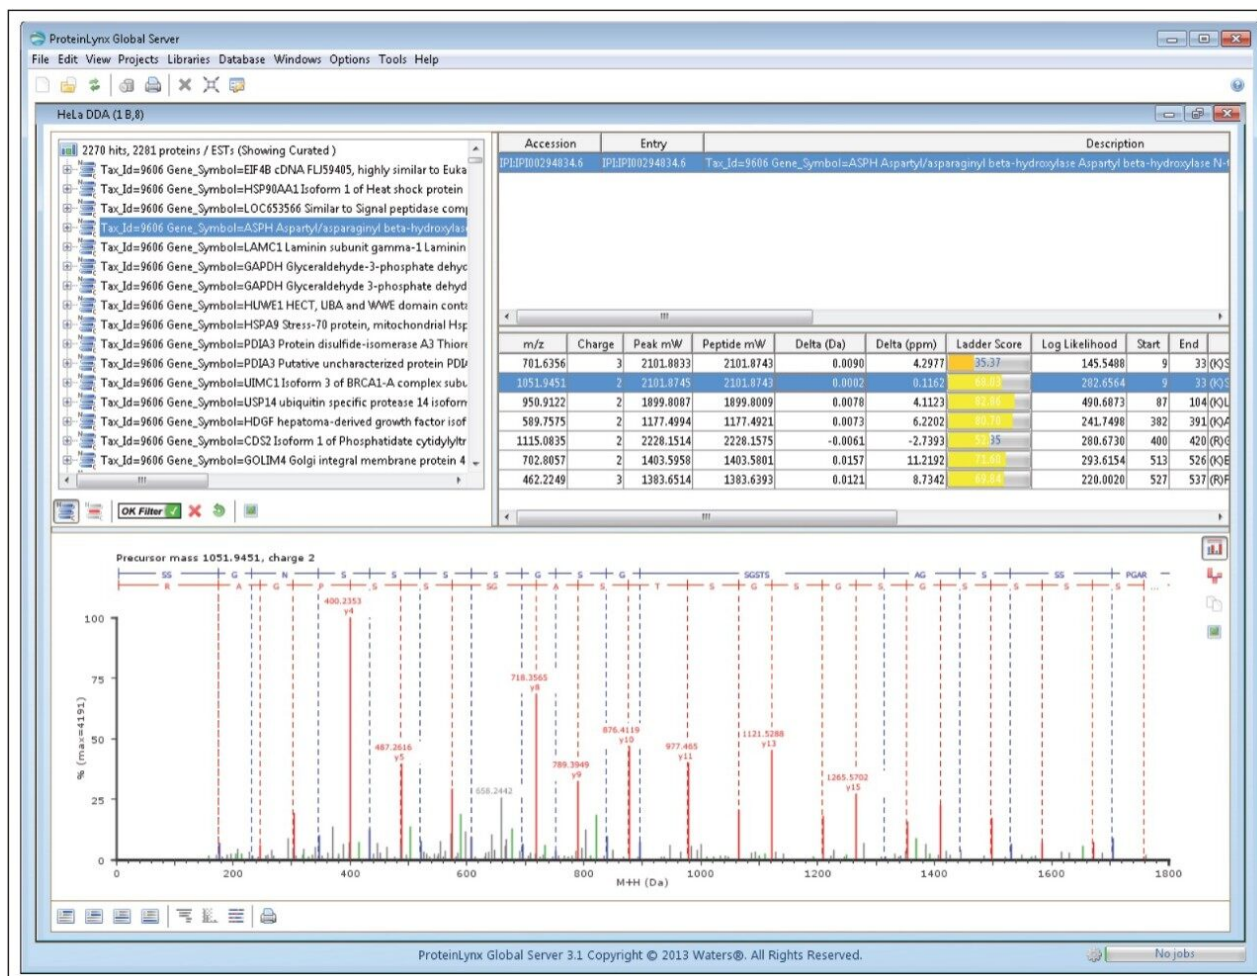 ProteinLynx Global Server
File Edit View Projects Libraries Database Windows Options Tools Help
HeLa DDA (1 B,8)
2270 hits, 2281 proteins / ESTs (Showing Curated )
Tax_Id=9606 Gene_Symbol=EIF4B cDNA FLJ59405, highly similar to Euka
Tax_Id=9606 Gene_Symbol=HSP90AA1 Isoform 1 of Heat shock protein
Tax_Id=9606 Gene_Symbol=LOC653566 Similar to Signal peptidase comp
Tax_Id=9606 Gene_Symbol=ASPH Aspartyl/asparaginyl beta-hydroxylase
Tax_Id=9606 Gene_Symbol=LAMC1 Laminin subunit gamma-1 Laminin
Tax_Id=9606 Gene_Symbol=GAPDH Glyceraldehyde-3-phosphate dehyd
Tax_Id=9606 Gene_Symbol=GAPDH Glyceraldehyde 3-phosphate dehyd
Tax_Id=9606 Gene_Symbol=HUWE1 HECT, UBA and WWE domain conta
Tax_Id=9606 Gene_Symbol=HSPA9 Stress-70 protein, mitochondrial Hsp
Tax_Id=9606 Gene_Symbol=PDIA3 Protein disulfide-isomerase A3 Thiore
Tax_Id=9606 Gene_Symbol=PDIA3 Putative uncharacterized protein PDI
Tax_Id=9606 Gene_Symbol=UIMC1 Isoform 3 of BRCA1-A complex subu
Tax_Id=9606 Gene_Symbol=USP14 ubiquitin specific protease 14 isoform
Tax_Id=9606 Gene_Symbol=HDGF hepatoma-derived growth factor isof
Tax_Id=9606 Gene_Symbol=CDS2 Isoform 1 of Phosphatidate cytidylyltr
Tax_Id=9606 Gene_Symbol=GOLIM4 Golgi integral membrane protein 4
OK Filter
Accession Entry Description
IPI:IPI00294834.6 IPI:IPI00294834.6 Tax_Id=9606 Gene_Symbol=ASPH Aspartyl/asparaginyl beta-hydroxylase Aspartyl beta-hydroxylase N-
m/z Charge Peak mW Peptide mW Delta (Da) Delta (ppm) Ladder Score Log Likelihood Start End
701.6356 3 2101.8833 2101.8743 0.0090 4.2977 35.37 145.5488 9 33 (K)S
1051.9451 2 2101.8745 2101.8743 0.0002 0.1162 282.6564 9 33 (K)S
950.9122 2 1899.8087 1899.8009 0.0078 4.1123 490.6873 87 104 (K)L
589.7575 2 1177.4994 1177.4921 0.0073 6.2202 241.7498 382 391 (K)A
1115.0835 2 2228.1514 2228.1575 -0.0061 -2.7393 52.35 280.6730 400 420 (R)G
702.8057 2 1403.5958 1403.5801 0.0157 11.2192 71.60 293.6154 513 526 (K)E
462.2249 3 1383.6514 1383.6393 0.0121 8.7342 220.0020 527 537 (R)F
Precursor mass 1051.9451, charge 2
SS G N S S S S G S G SGSTS AG S SS PGAR
R A G P S S SG A S T S G S G S G S S S S ...
400.2353
y4
487.2616
y5
658.2442
718.3565
y8
789.3949
y9
876.4119
y10
977.465
y11
1121.5288
y13
1265.5702
y15
% (max=4191)
100
75
50
25
0
0 200 400 600 800 1000 1200 1400 1600 1800
M+H (Da)
ProteinLynx Global Server 3.1 Copyright © 2013 Waters®. All Rights Reserved.
No jobs